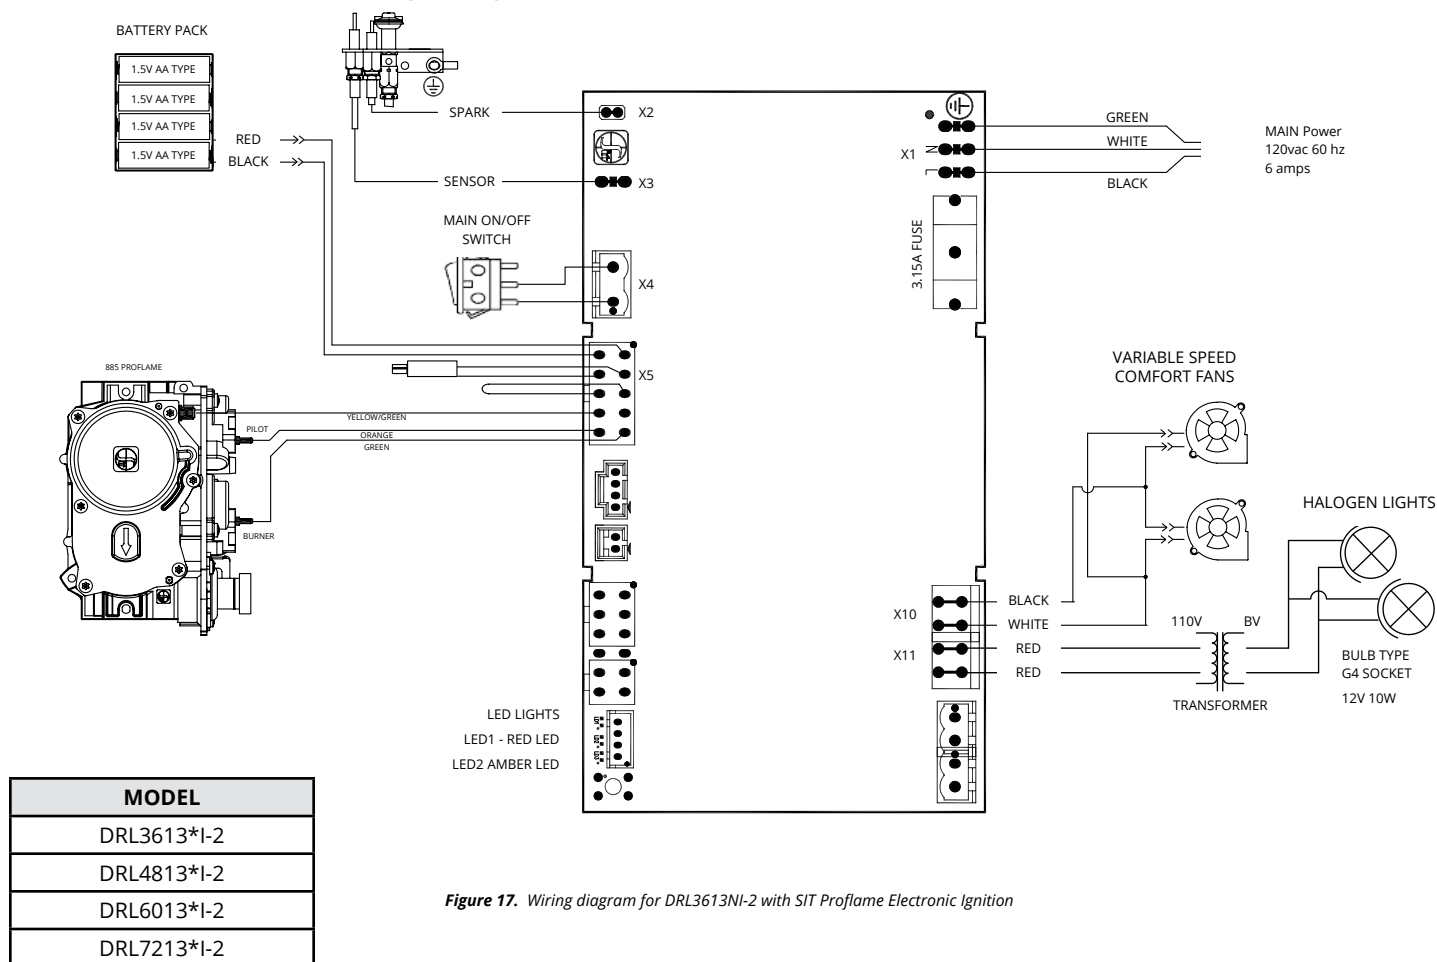 BATTERY PACK
1.5V AA TYPE
1.5V AA TYPE
1.5V AA TYPE
1.5V AA TYPE
RED
BLACK
SPARK
X2
SENSOR
X3
MAIN ON/OFF
SWITCH
X4
X5
885 PROFLAME
YELLOW/GREEN
PILOT
ORANGE
GREEN
BURNER
GREEN
WHITE
BLACK
X1
N
L
MAIN Power
120vac 60 hz
6 amps
3.15A FUSE
VARIABLE SPEED
COMFORT FANS
HALOGEN LIGHTS
X10
BLACK
WHITE
X11
RED
RED
110V
BV
TRANSFORMER
BULB TYPE
G4 SOCKET
12V 10W
LED LIGHTS
LED1 - RED LED
LED2 AMBER LED
MODEL
DRL3613*I-2
DRL4813*I-2
DRL6013*I-2
DRL7213*I-2
Figure 17. Wiring diagram for DRL3613NI-2 with SIT Proflame Electronic Ignition